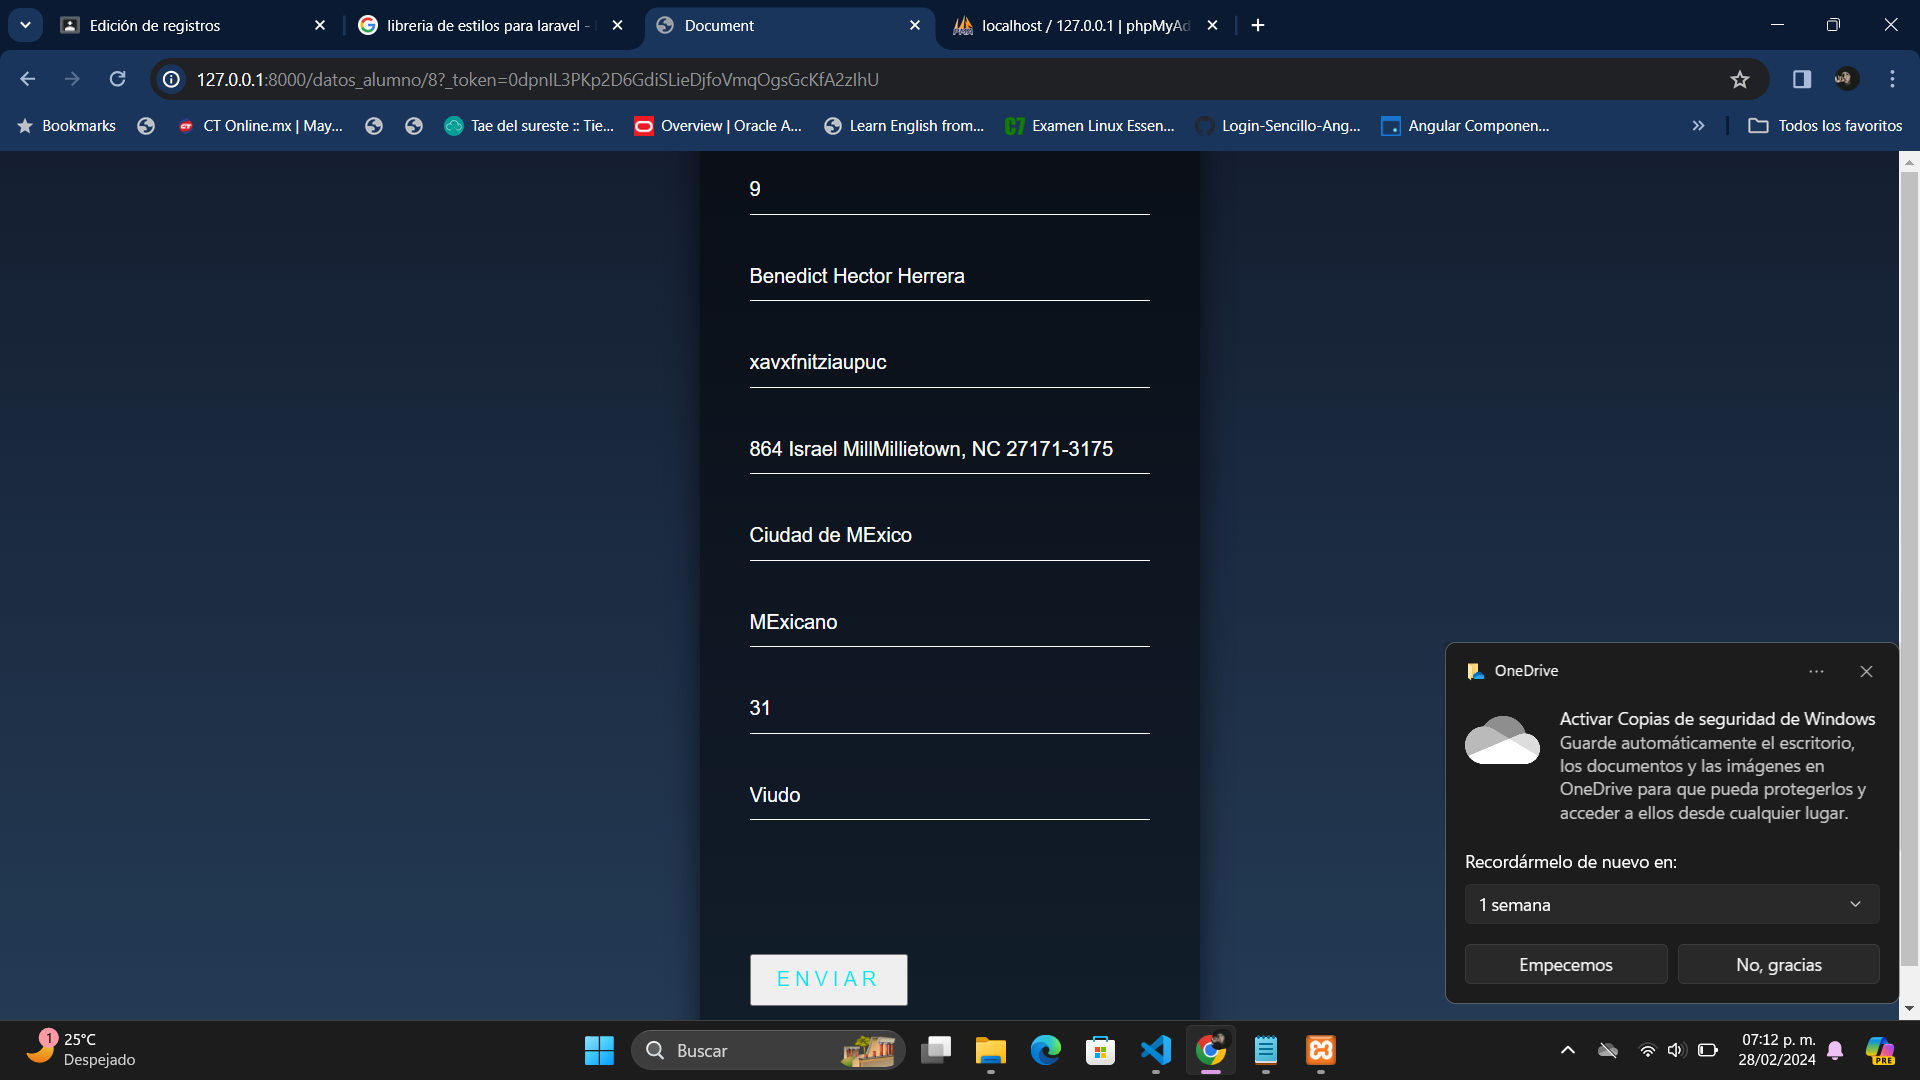 Edición de registros
libreria de estilos para laravel -
Document
localhost / 127.0.0.1 | phpMyAd
127.0.0.1:8000/datos_alumno/8?_token=0dpnIL3PKp2D6GdiSLieDjfoVmqOgsGcKfA2zIhU
Bookmarks
CT Online.mx | May...
Tae del sureste :: Tie...
Overview | Oracle A...
Learn English from...
Examen Linux Essen...
Login-Sencillo-Ang...
Angular Componen...
Todos los favoritos
9
Benedict Hector Herrera
xavxfnitziaupuc
864 Israel MillMillietown, NC 27171-3175
Ciudad de MExico
MExicano
31
Viudo
ENVIAR
OneDrive
Activar Copias de seguridad de Windows
Guarde automáticamente el escritorio,
los documentos y las imágenes en
OneDrive para que pueda protegerlos y
acceder a ellos desde cualquier lugar.
Recordármelo de nuevo en:
1 semana
Empecemos
No, gracias
1
25°C
Despejado
Buscar
07:12 p. m.
28/02/2024
PRE